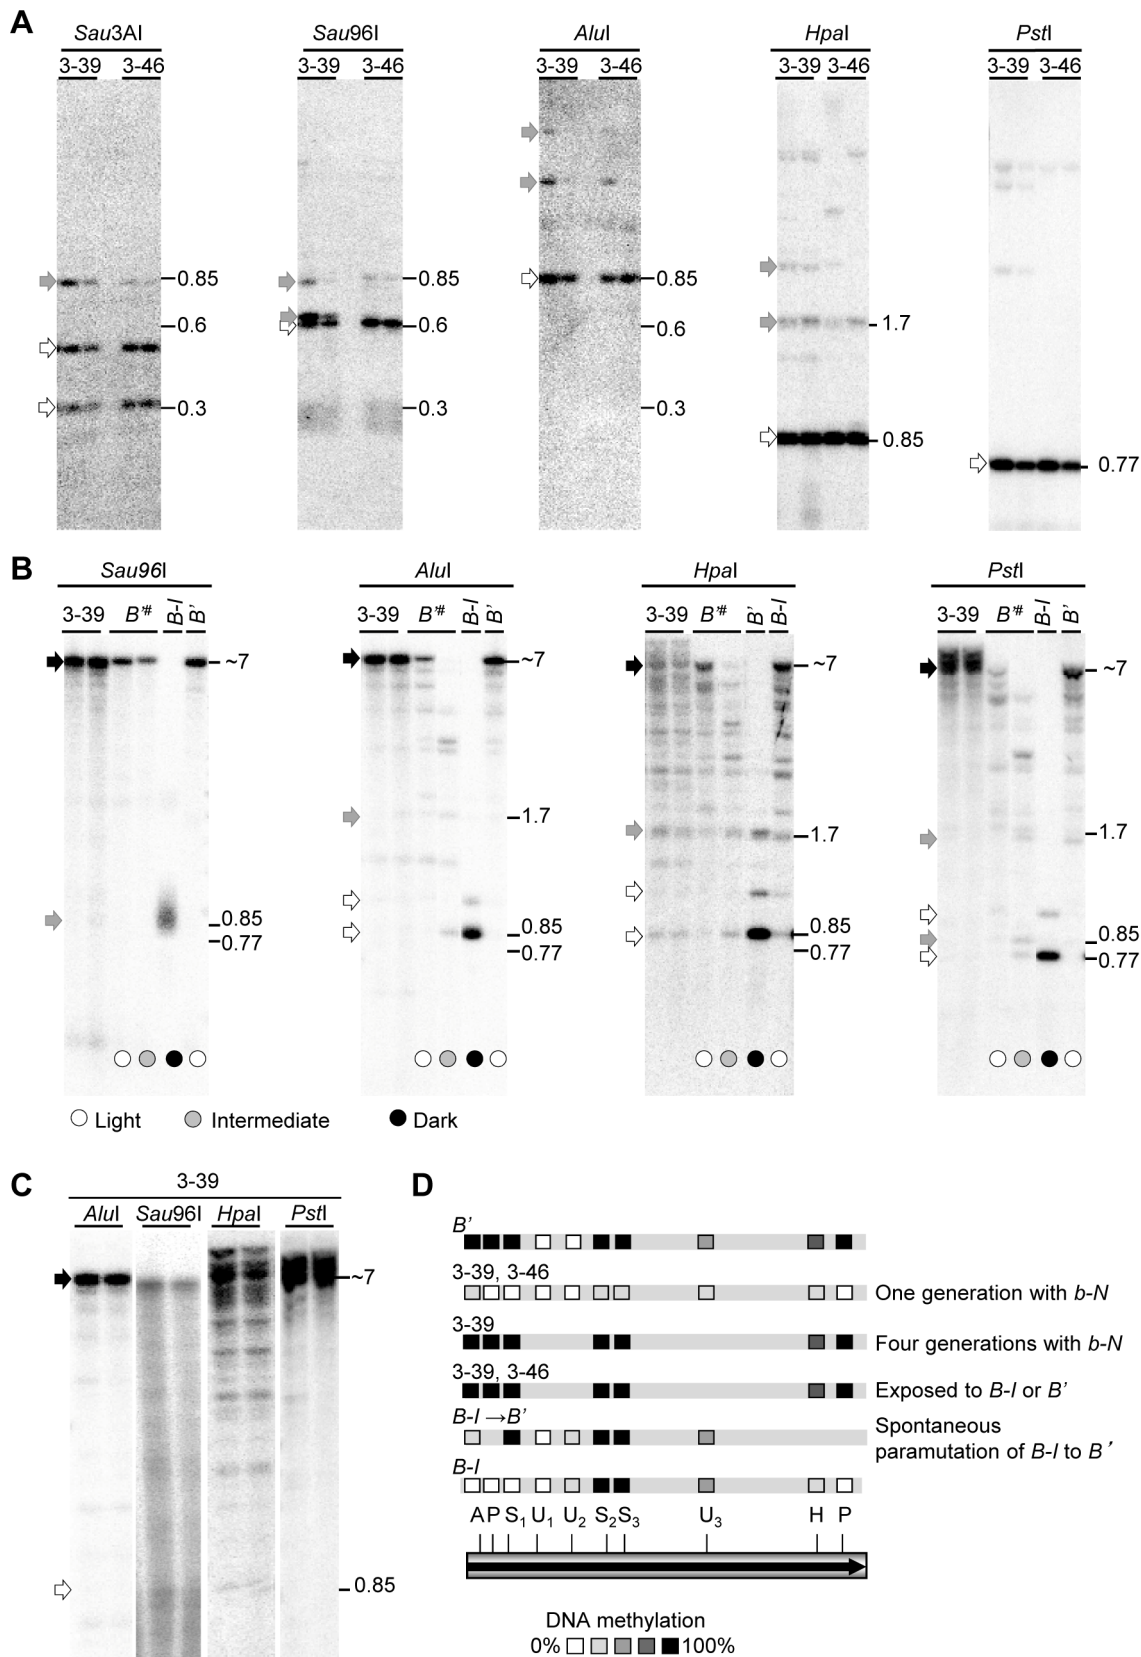 A
Sau3AI Sau96I AluI HpaI PstI
3-39 3-46 3-39 3-46 3-39 3-46 3-39 3-46 3-39 3-46
0.85 0.85 0.85
0.6 0.6 0.6 1.7
0.3 0.3 0.3 0.85 0.77
B
Sau96I AluI HpaI PstI
3-39 B'# B-I B' 3-39 B'# B-I B' 3-39 B'# B' B-I 3-39 B'# B-I B'
~7 ~7 ~7 ~7
1.7 1.7 1.7
0.85 0.85 0.85 0.85
0.77 0.77 0.77 0.77
Light Intermediate Dark
C
3-39
AluI Sau96I HpaI PstI
~7
0.85
D
B'
3-39, 3-46
One generation with b-N
3-39
Four generations with b-N
3-39, 3-46
Exposed to B-I or B'
B-I →B'
Spontaneous
paramutation of B-I to B'
B-I
A P S1 U1 U2 S2 S3 U3 H P
DNA methylation
0% 100%